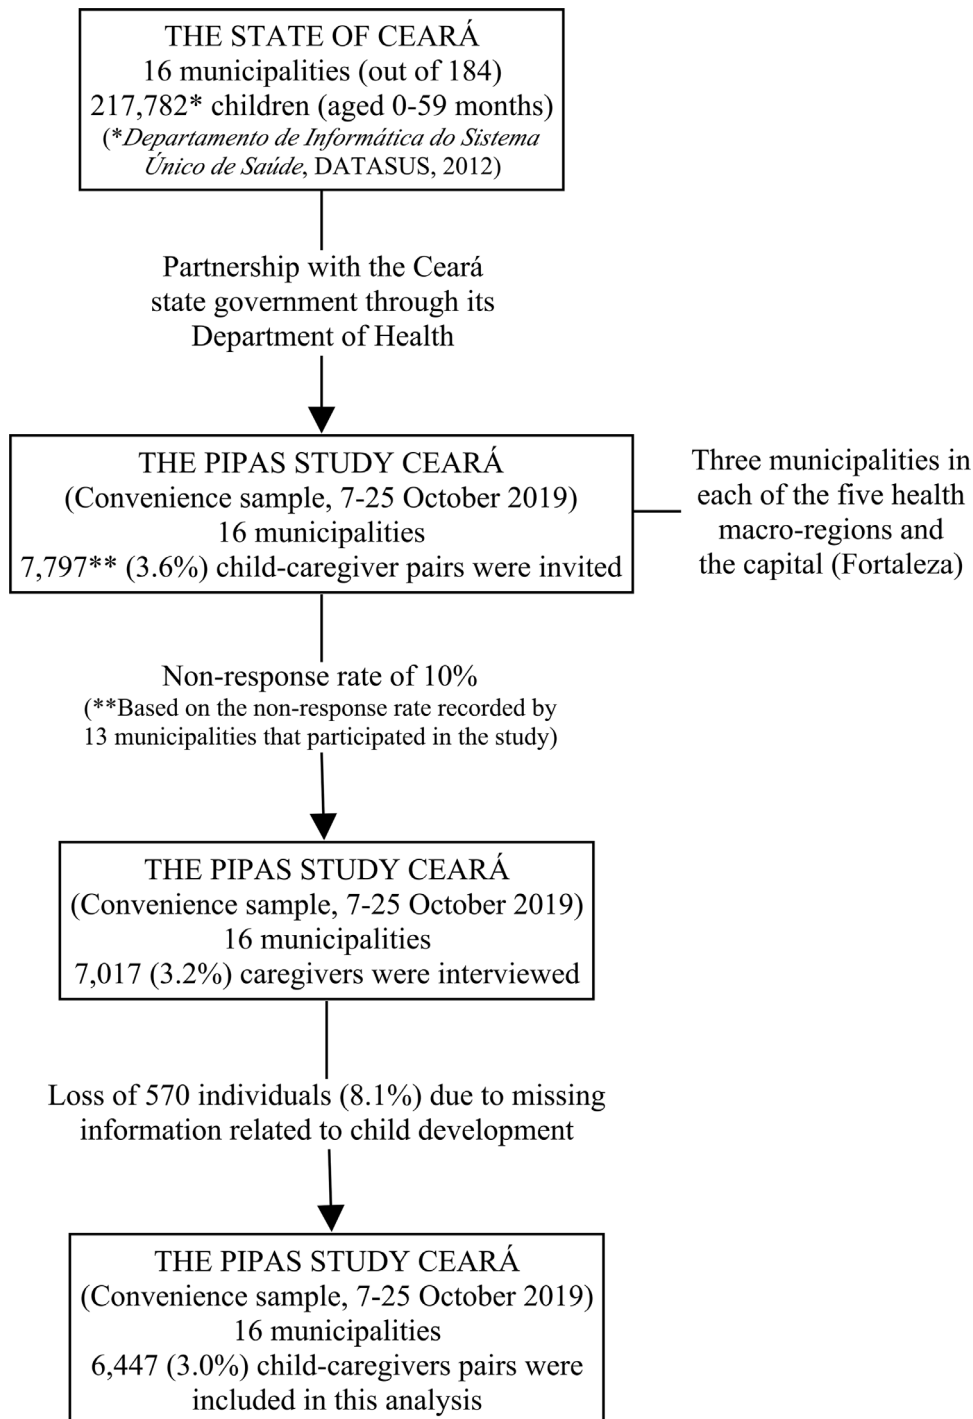 THE STATE OF CEARÁ
16 municipalities (out of 184)
217,782* children (aged 0-59 months)
(*Departamento de Informática do Sistema
Único de Saúde, DATASUS, 2012)
Partnership with the Ceará
state government through its
Department of Health
THE PIPAS STUDY CEARÁ
(Convenience sample, 7-25 October 2019)
16 municipalities
7,797** (3.6%) child-caregiver pairs were invited
Three municipalities in
each of the five health
macro-regions and
the capital (Fortaleza)
Non-response rate of 10%
(**Based on the non-response rate recorded by
13 municipalities that participated in the study)
THE PIPAS STUDY CEARÁ
(Convenience sample, 7-25 October 2019)
16 municipalities
7,017 (3.2%) caregivers were interviewed
Loss of 570 individuals (8.1%) due to missing
information related to child development
THE PIPAS STUDY CEARÁ
(Convenience sample, 7-25 October 2019)
16 municipalities
6,447 (3.0%) child-caregivers pairs were
included in this analysis